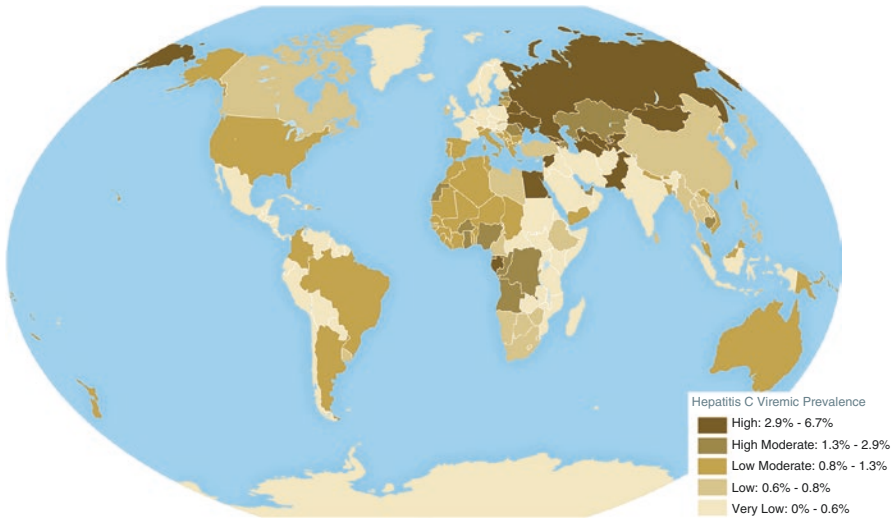 Hepatitis C Viremic Prevalence
High: 2.9% - 6.7%
High Moderate: 1.3% - 2.9%
Low Moderate: 0.8% - 1.3%
Low: 0.6% - 0.8%
Very Low: 0% - 0.6%